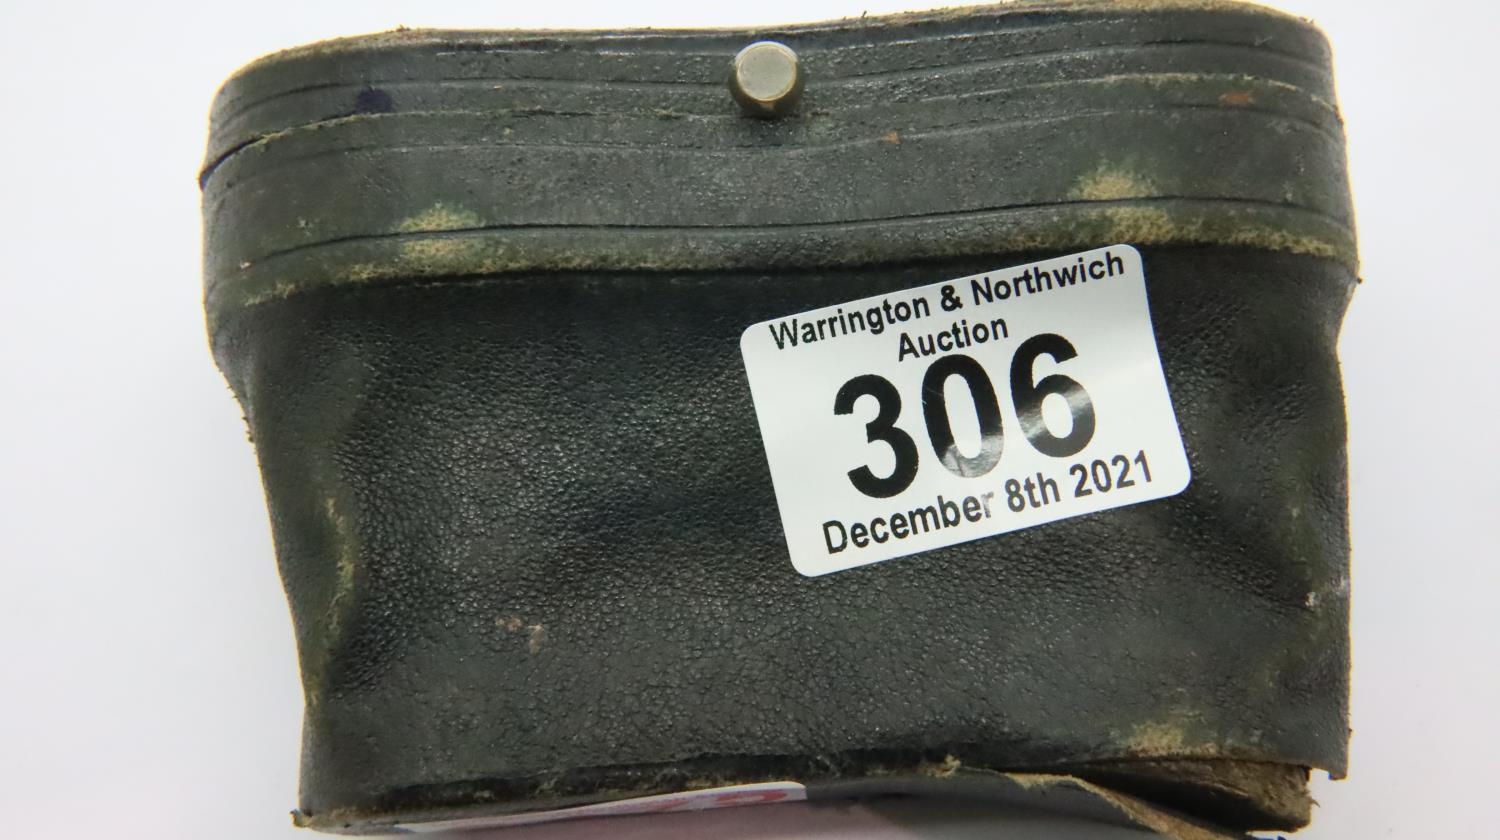 Warrington & Northwich
Auction
306
December 8th 2021